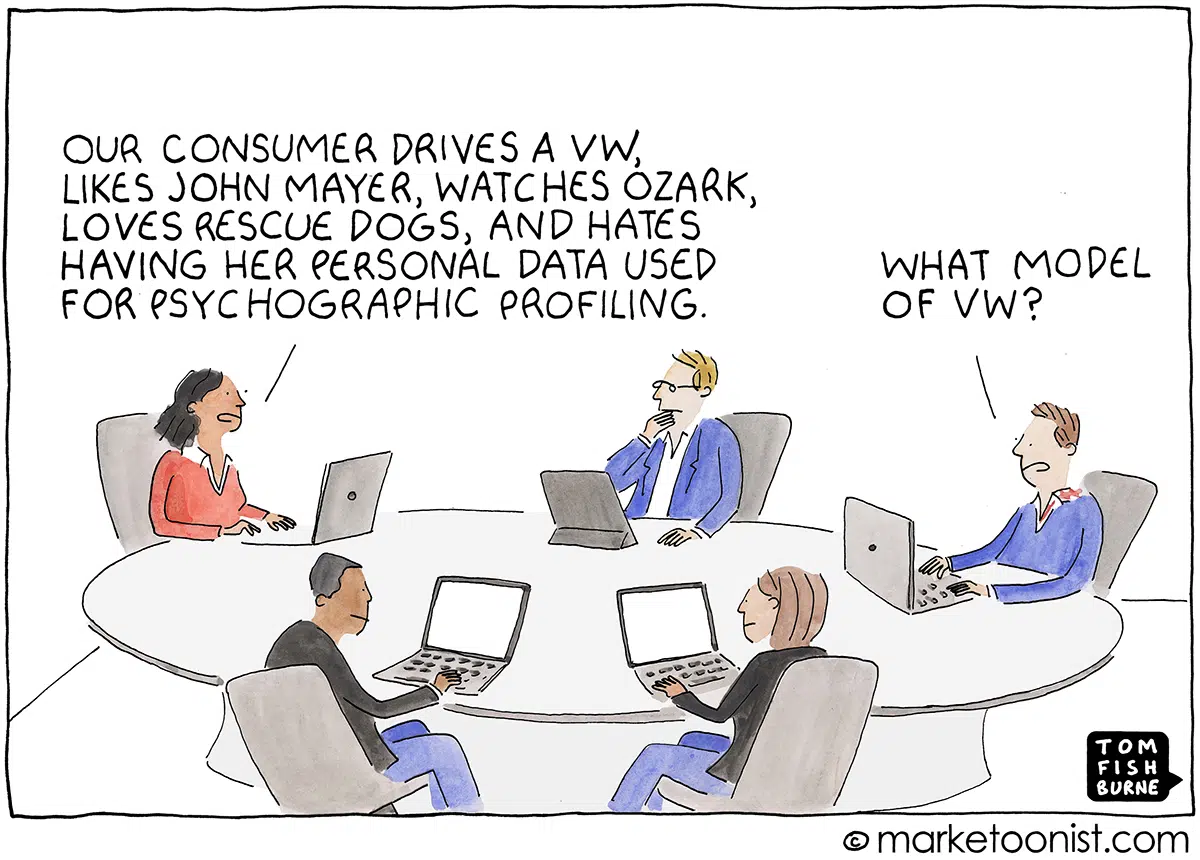 OUR CONSUMER DRIVES A VW,
LIKES JOHN MAYER, WATCHES OZARK,
LOVES RESCUE DOGS, AND HATES
HAVING HER PERSONAL DATA USED
FOR PSYCHOGRAPHIC PROFILING.
WHAT MODEL
OF VW?
TOM
FISH
BURNE
© marketoonist.com